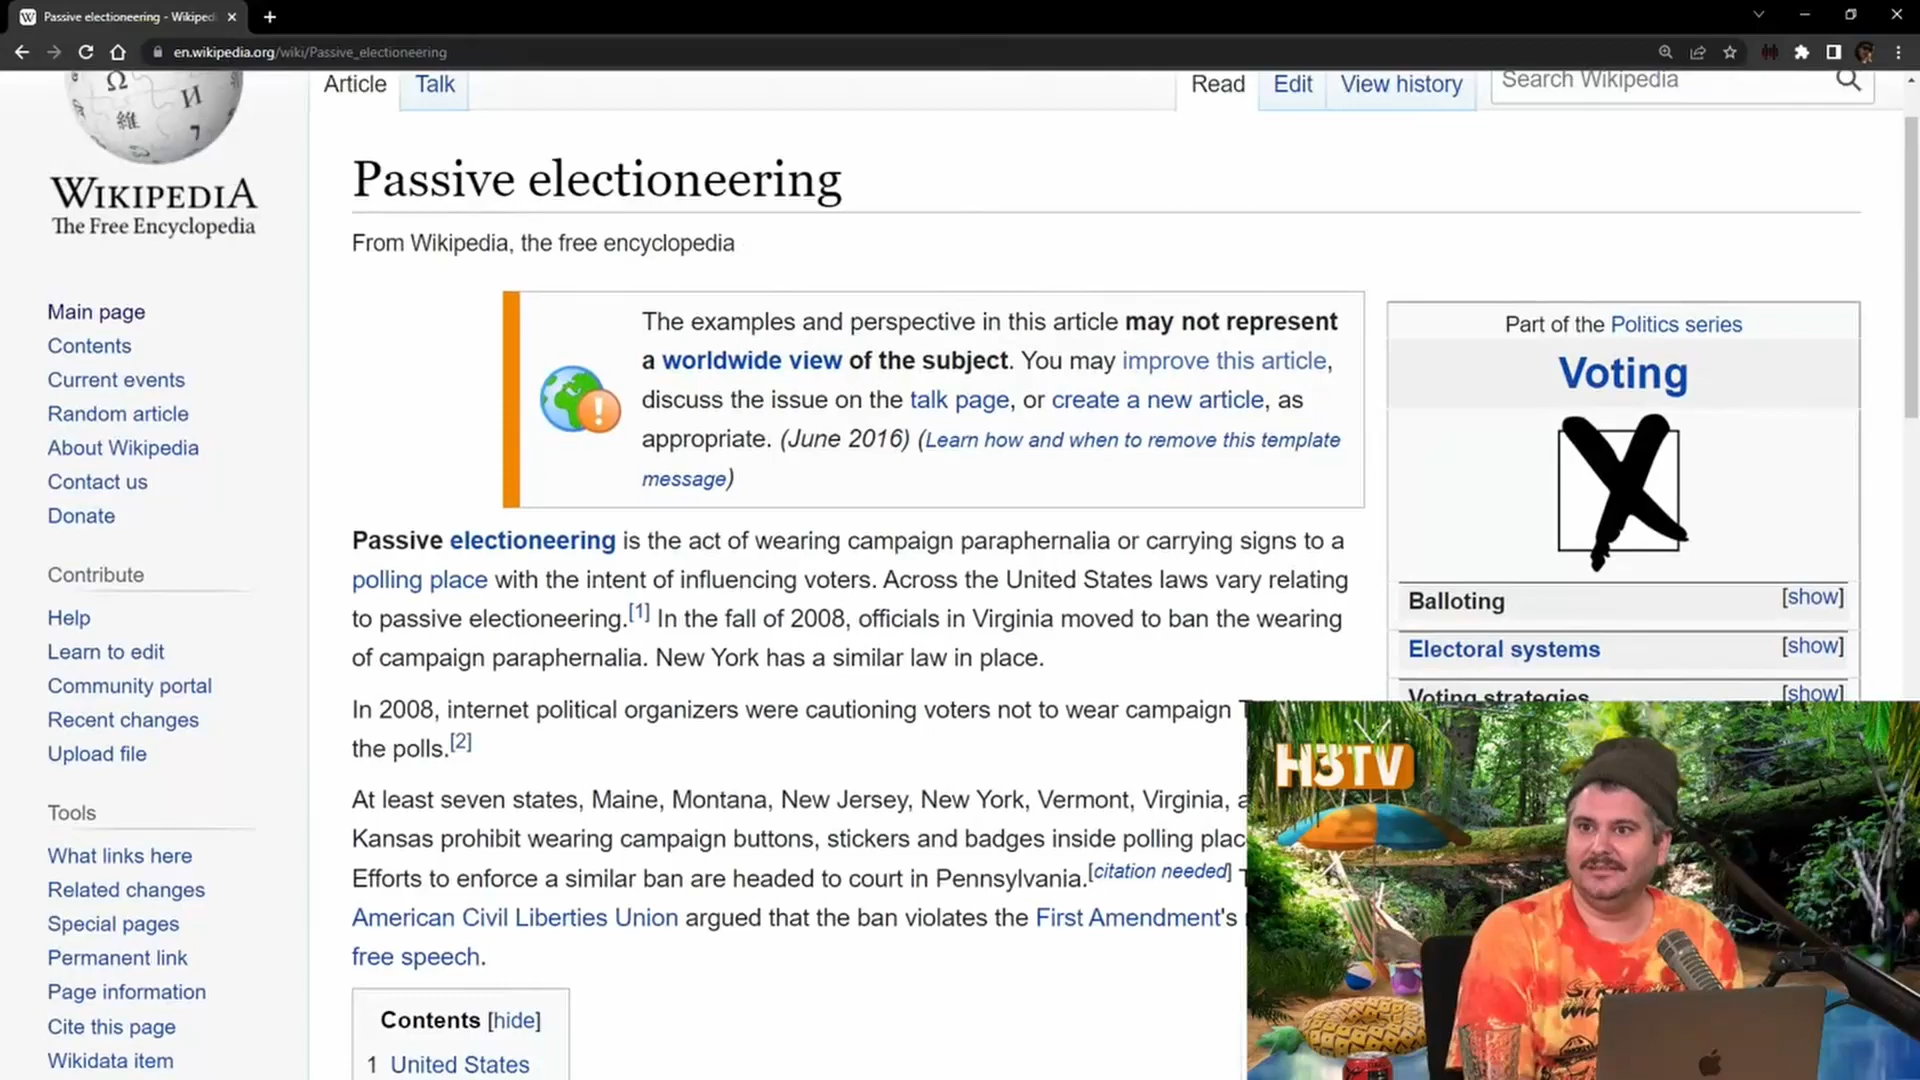 Passive electioneering - Wikiped
en.wikipedia.org/wiki/Passive_electioneering
Ω
И
維
WIKIPEDIA
The Free Encyclopedia
Main page
Contents
Current events
Random article
About Wikipedia
Contact us
Donate
Contribute
Help
Learn to edit
Community portal
Recent changes
Upload file
Tools
What links here
Related changes
Special pages
Permanent link
Page information
Cite this page
Wikidata item
Article
Talk
Read
Edit
View history
Search Wikipedia
Passive electioneering
From Wikipedia, the free encyclopedia
The examples and perspective in this article may not represent
a worldwide view of the subject. You may improve this article,
discuss the issue on the talk page, or create a new article, as
appropriate. (June 2016) (Learn how and when to remove this template
message)
Passive electioneering is the act of wearing campaign paraphernalia or carrying signs to a
polling place with the intent of influencing voters. Across the United States laws vary relating
to passive electioneering.[1] In the fall of 2008, officials in Virginia moved to ban the wearing
of campaign paraphernalia. New York has a similar law in place.
In 2008, internet political organizers were cautioning voters not to wear campaign T
the polls.[2]
At least seven states, Maine, Montana, New Jersey, New York, Vermont, Virginia, a
Kansas prohibit wearing campaign buttons, stickers and badges inside polling plac
Efforts to enforce a similar ban are headed to court in Pennsylvania.[citation needed] T
American Civil Liberties Union argued that the ban violates the First Amendment's
free speech.
Contents [hide]
1 United States
Part of the Politics series
Voting
Balloting [show]
Electoral systems [show]
Voting strategies [show]
H3TV